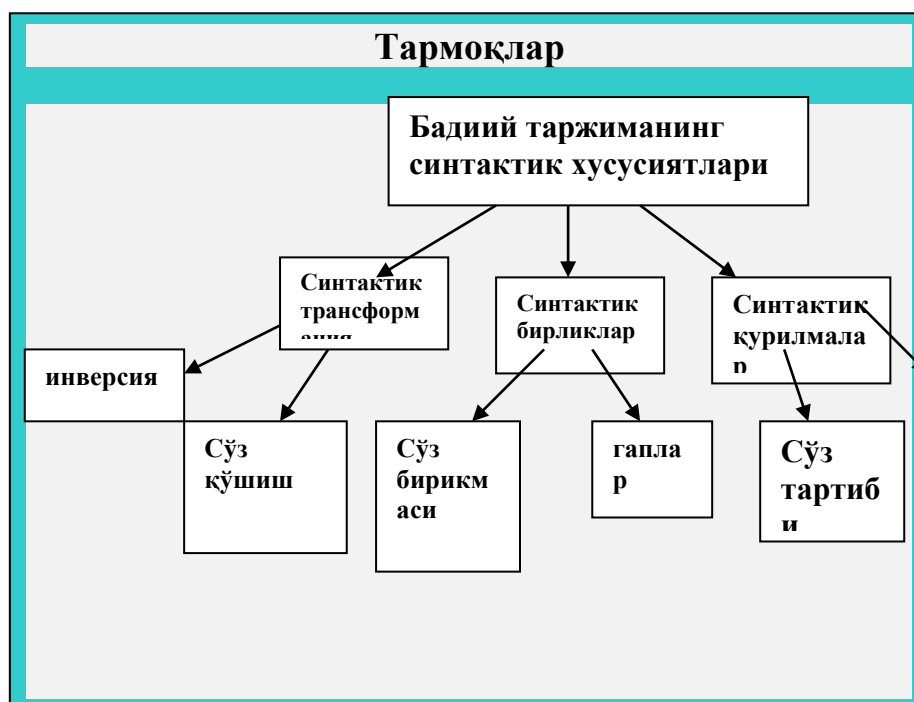 Тармоқлар
Бадиий таржиманинг
синтактик хусусиятлари
Синтактик
трансформ
ация
Синтактик
бирликлар
Синтактик
қурилмала
р
инверсия
Сўз
қўшиш
Сўз
бирикм
аси
гапла
р
Сўз
тартиб
и